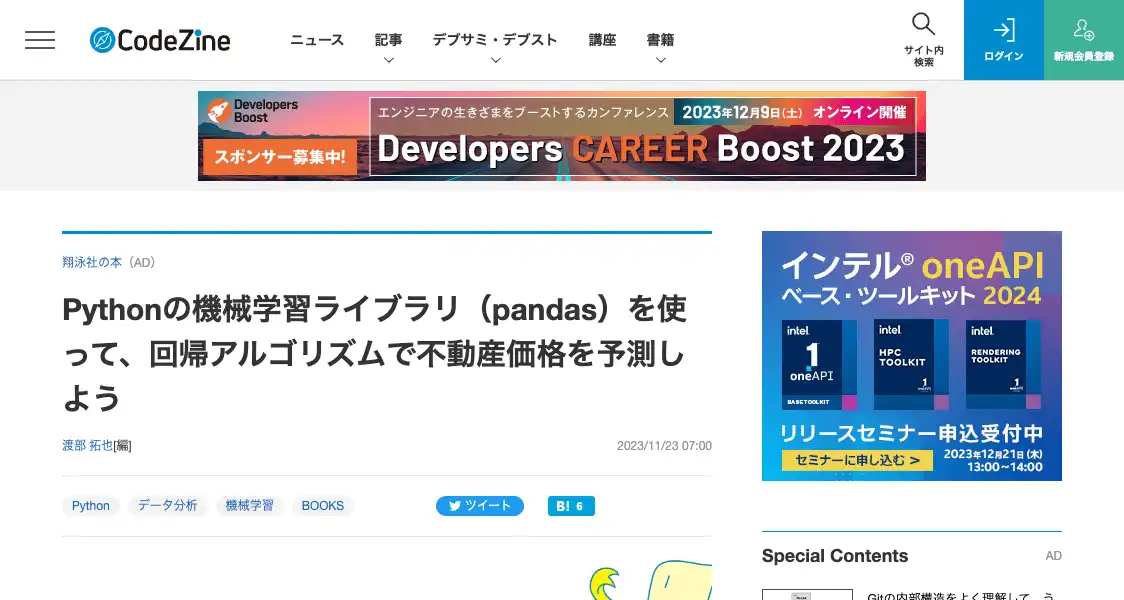 CodeZine
ニュース
記事
デブサミ・デブスト
講座
書籍
サイト内
検索
ログイン
新規会員登録
Developers
Boost
スポンサー募集中!
エンジニアの生きざまをブーストするカンファレンス 2023年12月9日(土) オンライン開催
Developers CAREER Boost 2023
翔泳社の本（AD）
Pythonの機械学習ライブラリ（pandas）を使
って、回帰アルゴリズムで不動産価格を予測し
よう
渡部 拓也[編]
2023/11/23 07:00
Python
データ分析
機械学習
BOOKS
ツイート
B! 6
インテル® oneAPI
ベース・ツールキット 2024
intel
1
oneAPI
BASE TOOLKIT
intel.
HPC
TOOLKIT
1
oneAPI
intel.
RENDERING
TOOLKIT
1
oneAPI
リリースセミナー申込受付中
セミナーに申し込む >
2023年12月21日 (木)
13:00~14:00
Special Contents
AD
Gitの内部構造をよく理解して、う